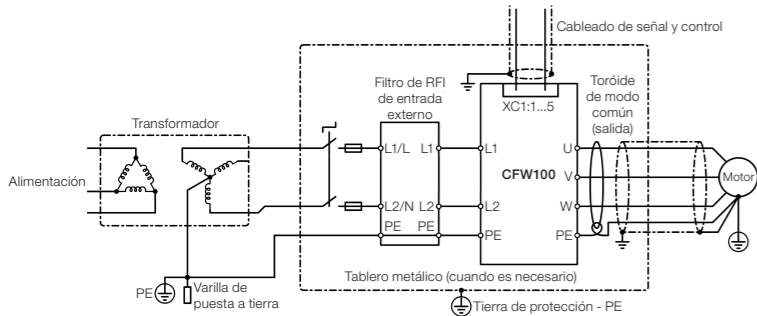 Cableado de señal y control
Filtro de RFI
de entrada
externo
XC1:1...5
Toróide
de modo
común
(salida)
Transformador
Alimentación
L1/L L1
L1
CFW100
U
V
W
Motor
L2/N L2
L2
PE PE
PE
PE
Tablero metálico (cuando es necesario)
PE
Varilla de
puesta a tierra
Tierra de protección - PE